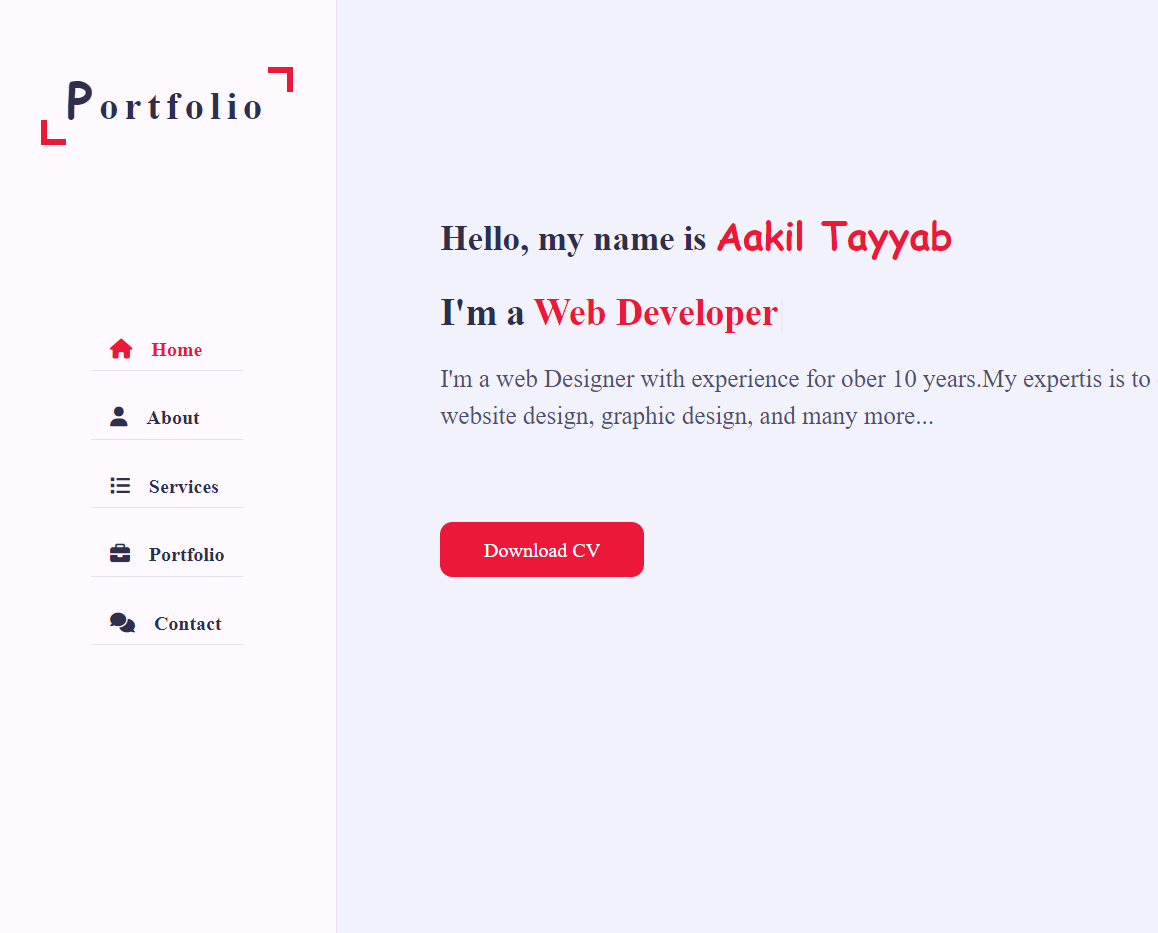 Portfolio
Home
About
Services
Portfolio
Contact
Hello, my name is Aakil Tayyab
I'm a Web Developer
I'm a web Designer with experience for ober 10 years.My expertis is to
website design, graphic design, and many more...
Download CV